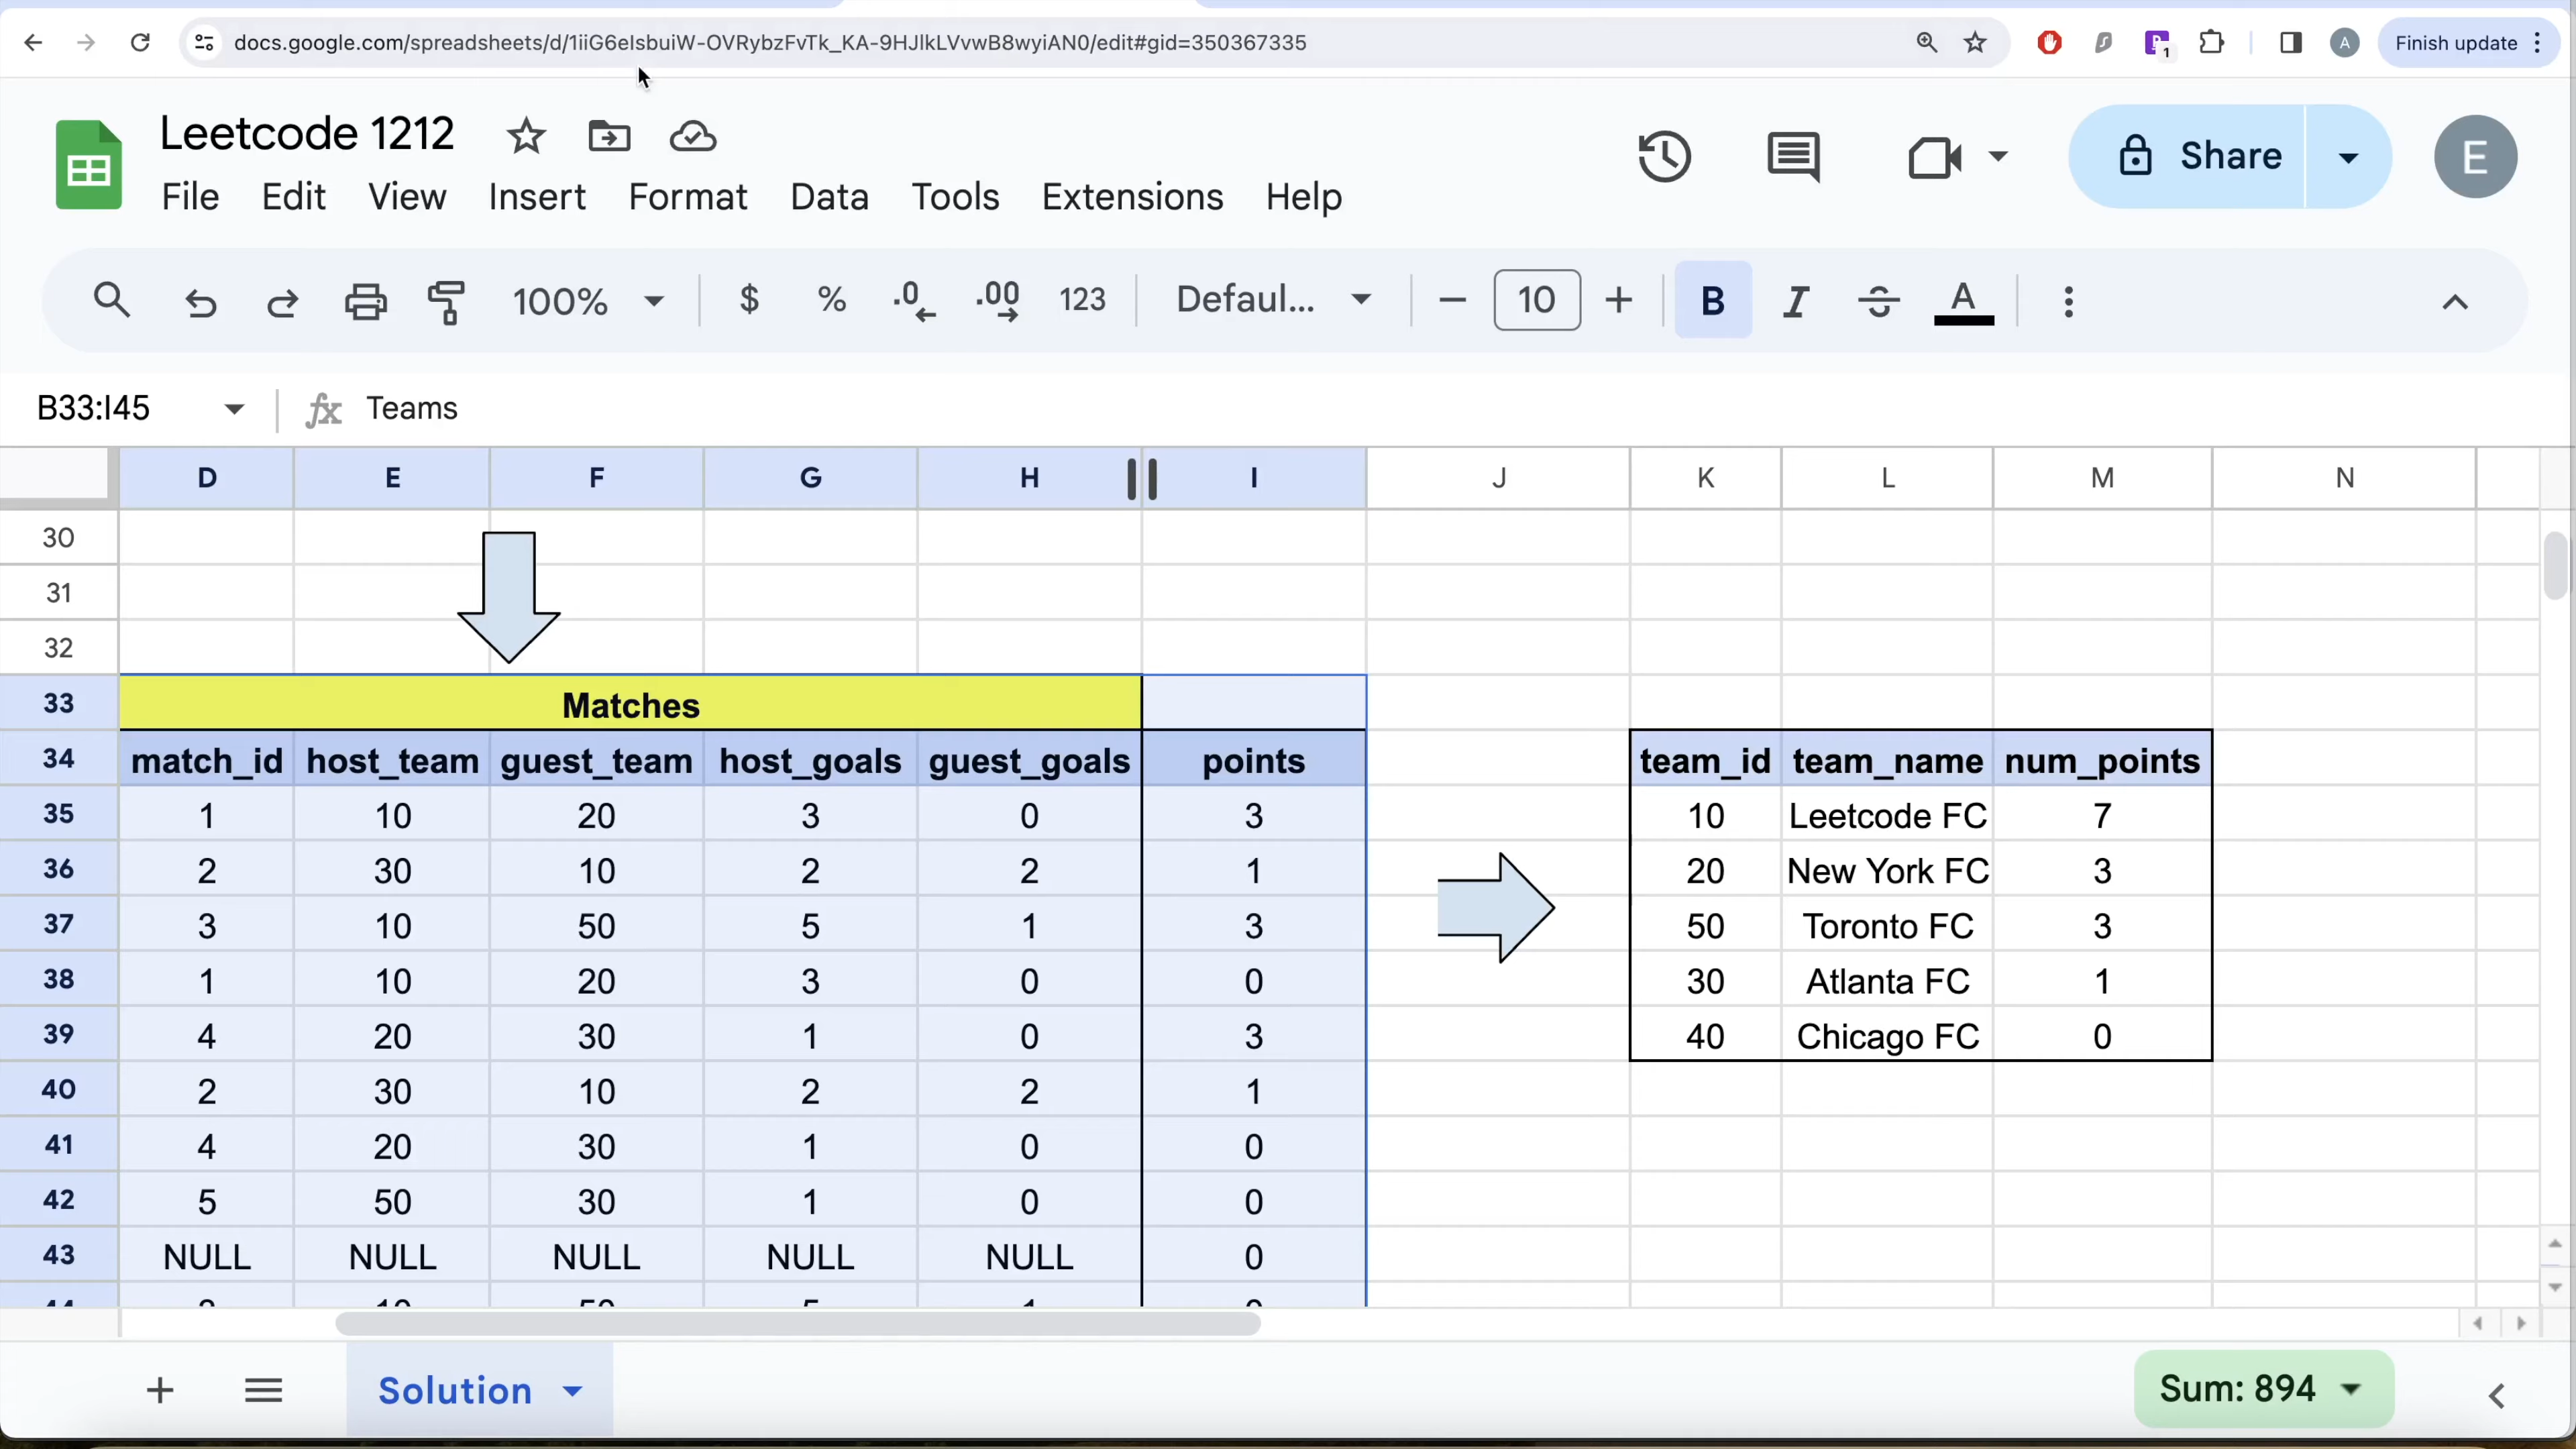 docs.google.com/spreadsheets/d/1iiG6eIsbuiW-OVRybzFvTk_KA-9HJlkLVvwB8wyiAN0/edit#gid=350367335
1
A
Finish update
Leetcode 1212
Share
E
File Edit View Insert Format Data Tools Extensions Help
100% $ % .0 .00 123 Defaul... 10 B I S A
B33:I45 fx Teams
D E F G H I J K L M N
30
31
32
33 Matches
34 match_id host_team guest_team host_goals guest_goals points team_id team_name num_points
35 1 10 20 3 0 3 10 Leetcode FC 7
36 2 30 10 2 2 1 20 New York FC 3
37 3 10 50 5 1 3 50 Toronto FC 3
38 1 10 20 3 0 0 30 Atlanta FC 1
39 4 20 30 1 0 3 40 Chicago FC 0
40 2 30 10 2 2 1
41 4 20 30 1 0 0
42 5 50 30 1 0 0
43 NULL NULL NULL NULL NULL 0
Solution
Sum: 894